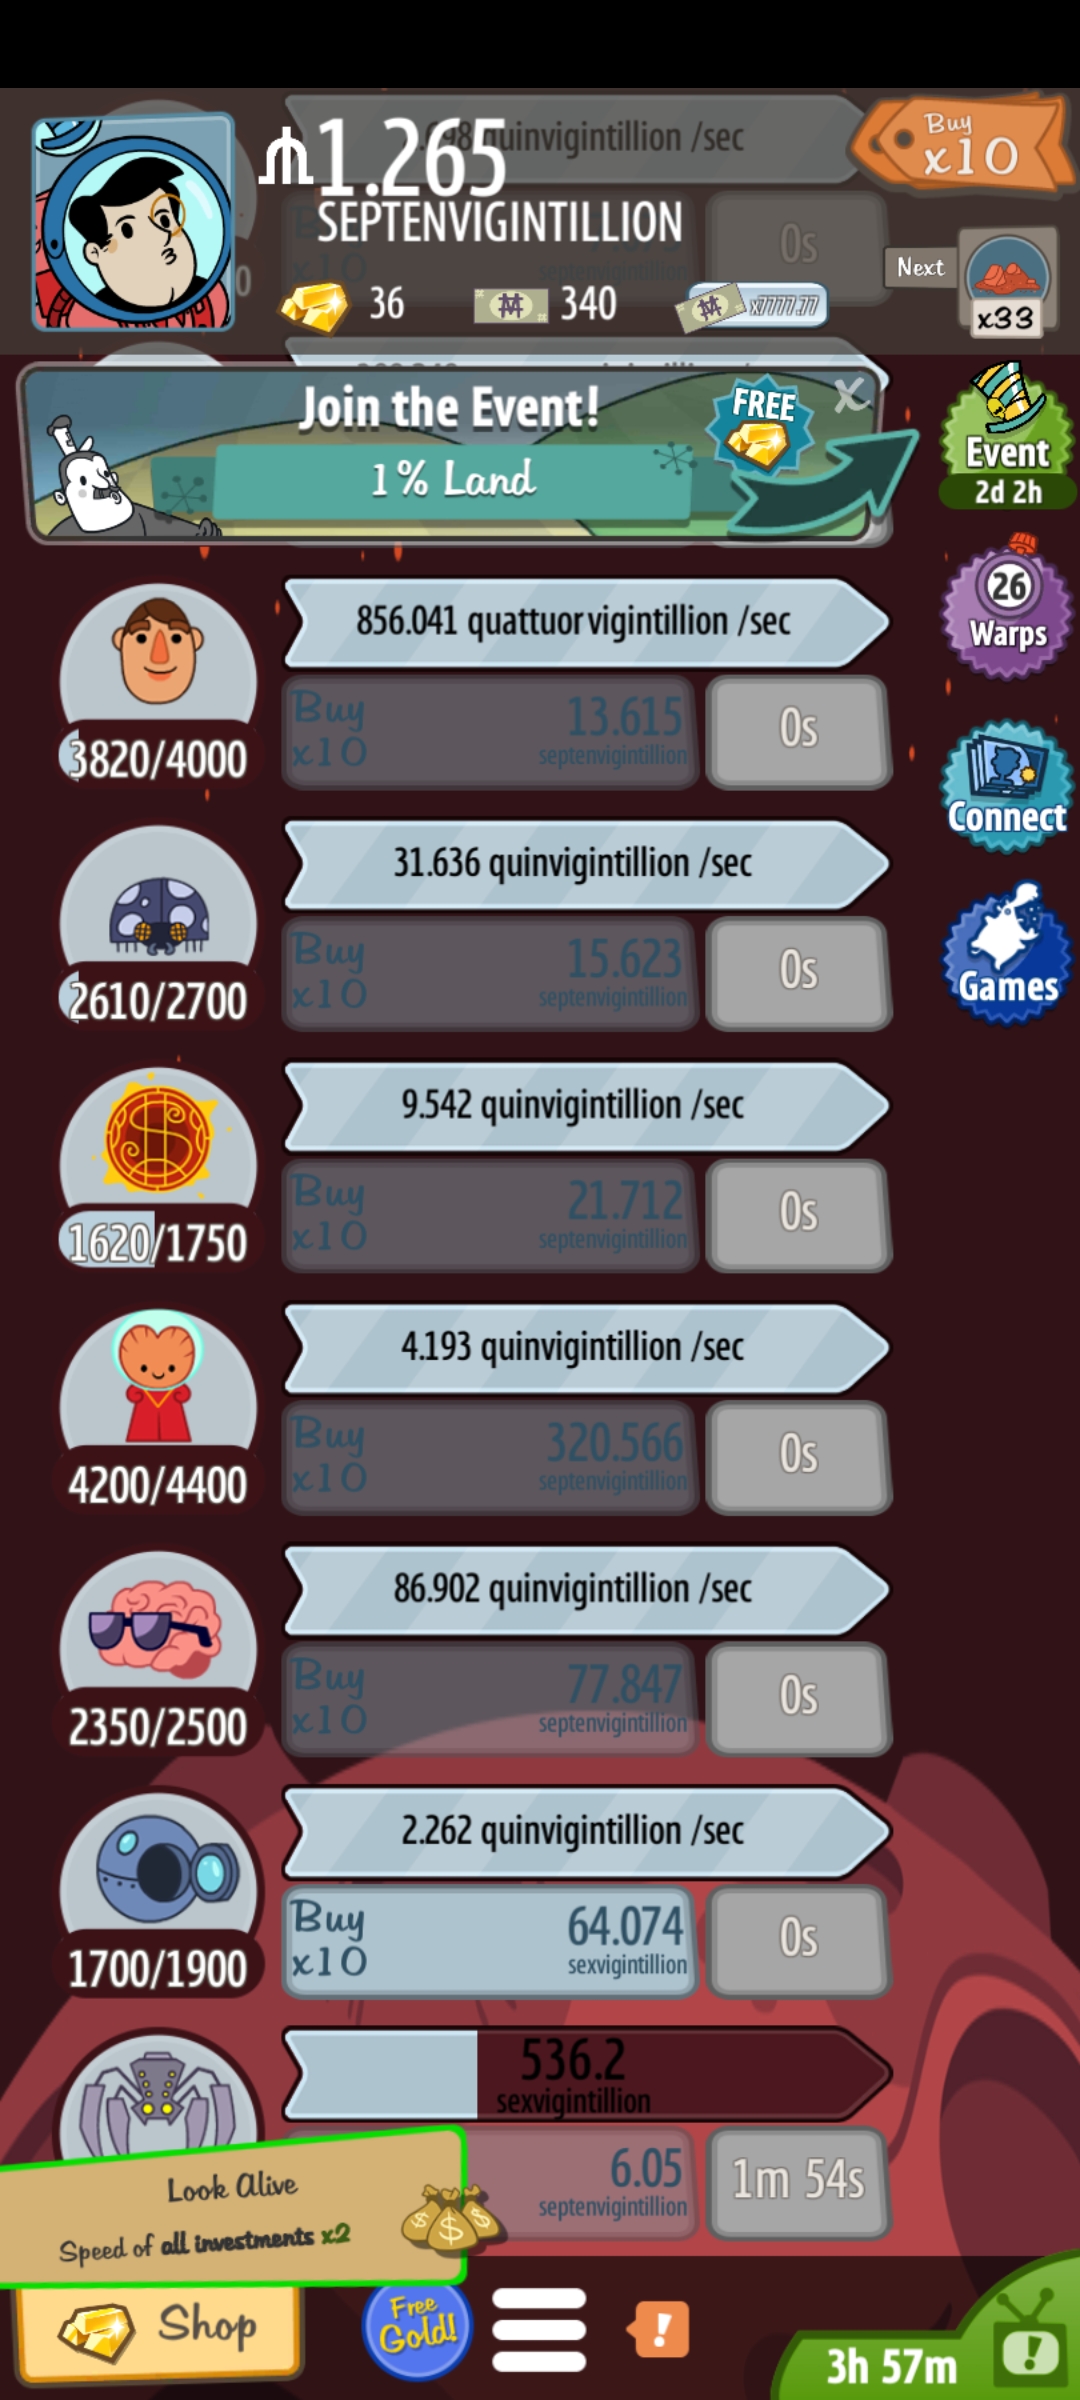 quinvigintillion /sec
1.265
SEPTENVIGINTILLION
Buy
x10
0s
septenvigintillion
36
340
x7777.77
Next
x33
Join the Event!
1% Land
FREE
X
Event
2d 2h
856.041 quattuorvigintillion /sec
Buy
x10
13.615
septenvigintillion
0s
3820/4000
26
Warps
31.636 quinvigintillion /sec
Buy
x10
15.623
septenvigintillion
0s
2610/2700
Connect
Games
9.542 quinvigintillion /sec
Buy
x10
21.712
septenvigintillion
0s
1620/1750
4.193 quinvigintillion /sec
Buy
x10
320.566
septenvigintillion
0s
4200/4400
86.902 quinvigintillion /sec
Buy
x10
77.847
septenvigintillion
0s
2350/2500
2.262 quinvigintillion /sec
Buy
x10
64.074
sexvigintillion
0s
1700/1900
536.2
sexvigintillion
6.05
septenvigintillion
1m 54s
Look Alive
Speed of all investments x2
Shop
Free
Gold!
!
3h 57m
!